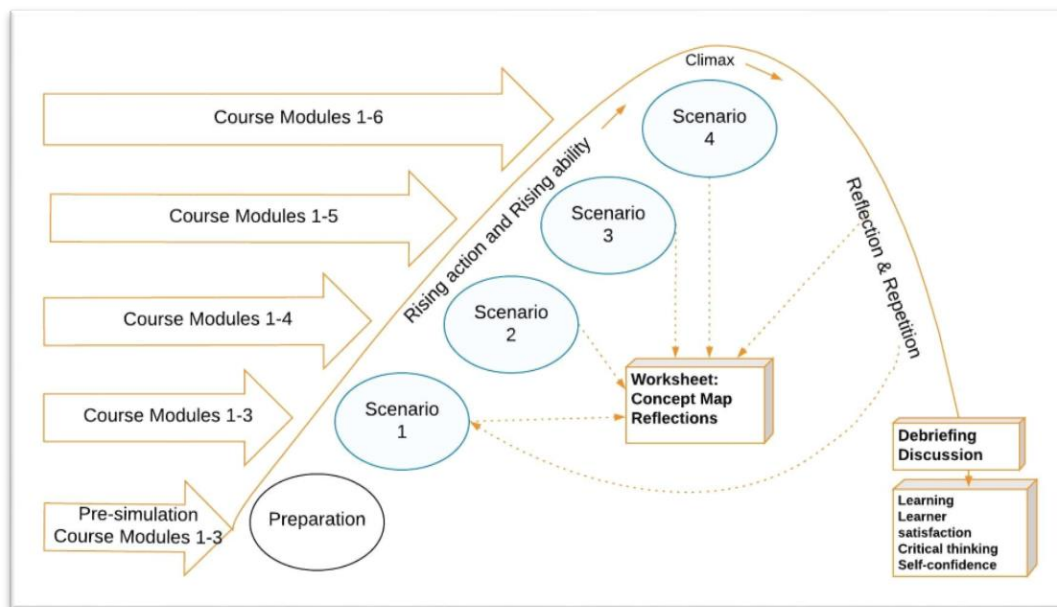 Climax
Course Modules 1-6
Scenario
4
Rising action and Rising ability
Course Modules 1-5
Scenario
3
Reflection & Repetition
Course Modules 1-4
Scenario
2
Worksheet:
Concept Map
Reflections
Course Modules 1-3
Scenario
1
Debriefing
Discussion
Pre-simulation
Course Modules 1-3
Preparation
Learning
Learner
satisfaction
Critical thinking
Self-confidence